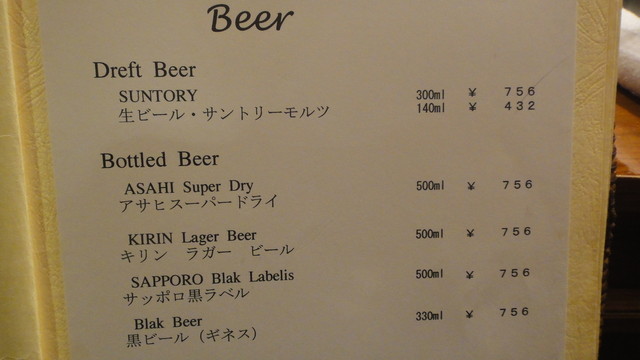 Beer
Dreft Beer
SUNTORY 300ml ¥ 756
生ビール・サントリーモルツ 140ml ¥ 432
Bottled Beer
ASAHI Super Dry 500ml ¥ 756
アサヒスーパードライ
KIRIN Lager Beer 500ml ¥ 756
キリン ラガー ビール
SAPPORO Blak Labelis 500ml ¥ 756
サッポロ黒ラベル
Blak Beer 330ml ¥ 756
黒ビール（ギネス）